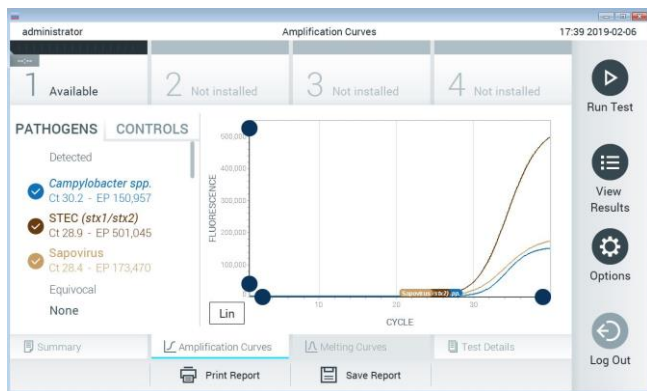 administrator
Amplification Curves
17:39 2019-02-06
--:--
1 Available
2 Not installed
3 Not installed
4 Not installed
Run Test
View
Results
Options
Log Out
PATHOGENS CONTROLS
Detected
Campylobacter spp.
Ct 30.2 - EP 150,957
STEC (stx1/stx2)
Ct 28.9 - EP 501,045
Sapovirus
Ct 28.4 - EP 173,470
Equivocal
None
FLUORESCENCE
600,000
400,000
300,000
200,000
100,000
0
10
20
30
Sapovirus /stx2) pp.
CYCLE
Lin
Summary
Amplification Curves
Melting Curves
Test Details
Print Report
Save Report